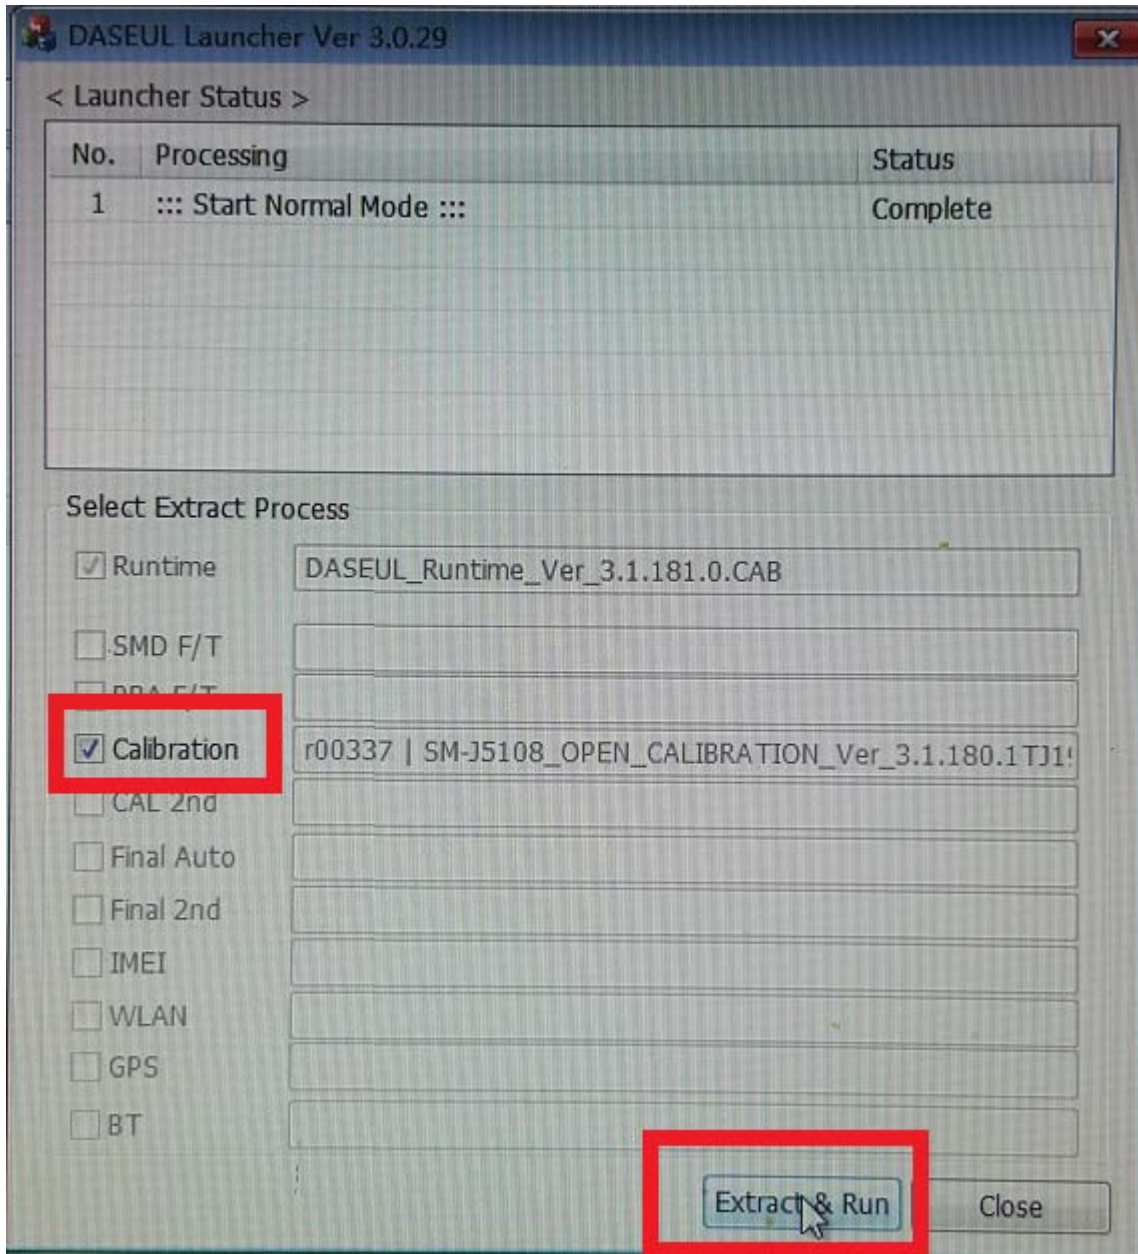 DASEUL Launcher Ver 3.0.29
< Launcher Status >
No. Processing Status
1 ::: Start Normal Mode ::: Complete
Select Extract Process
Runtime DASEUL_Runtime_Ver_3.1.181.0.CAB
SMD F/T
PBA F/T
Calibration r00337 | SM-J5108_OPEN_CALIBRATION_Ver_3.1.180.1TJ19
CAL 2nd
Final Auto
Final 2nd
IMEI
WLAN
GPS
BT
Extract & Run Close